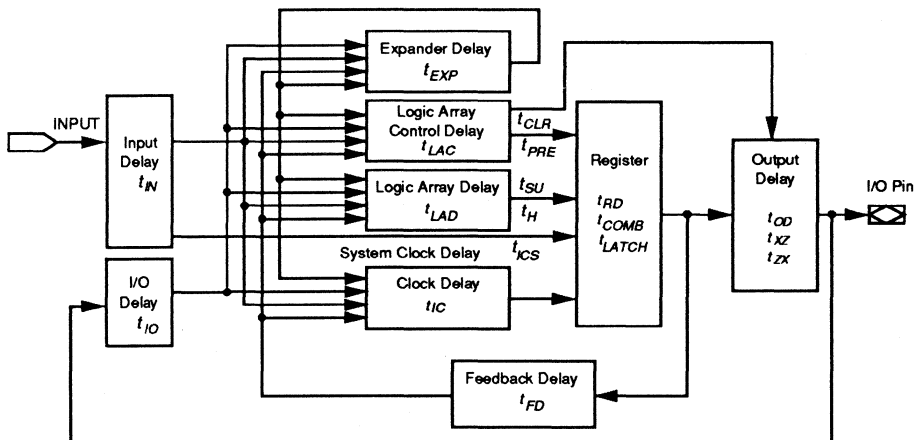 INPUT
Input
Delay
tIN
I/O
Delay
tIO
Expander Delay
tEXP
Logic Array
Control Delay
tLAC
Logic Array Delay
tLAD
System Clock Delay
Clock Delay
tIC
Feedback Delay
tFD
tCLR
tPRE
tSU
tH
tICS
Register
tRD
tCOMB
tLATCH
Output
Delay
tOD
tXZ
tZX
I/O Pin